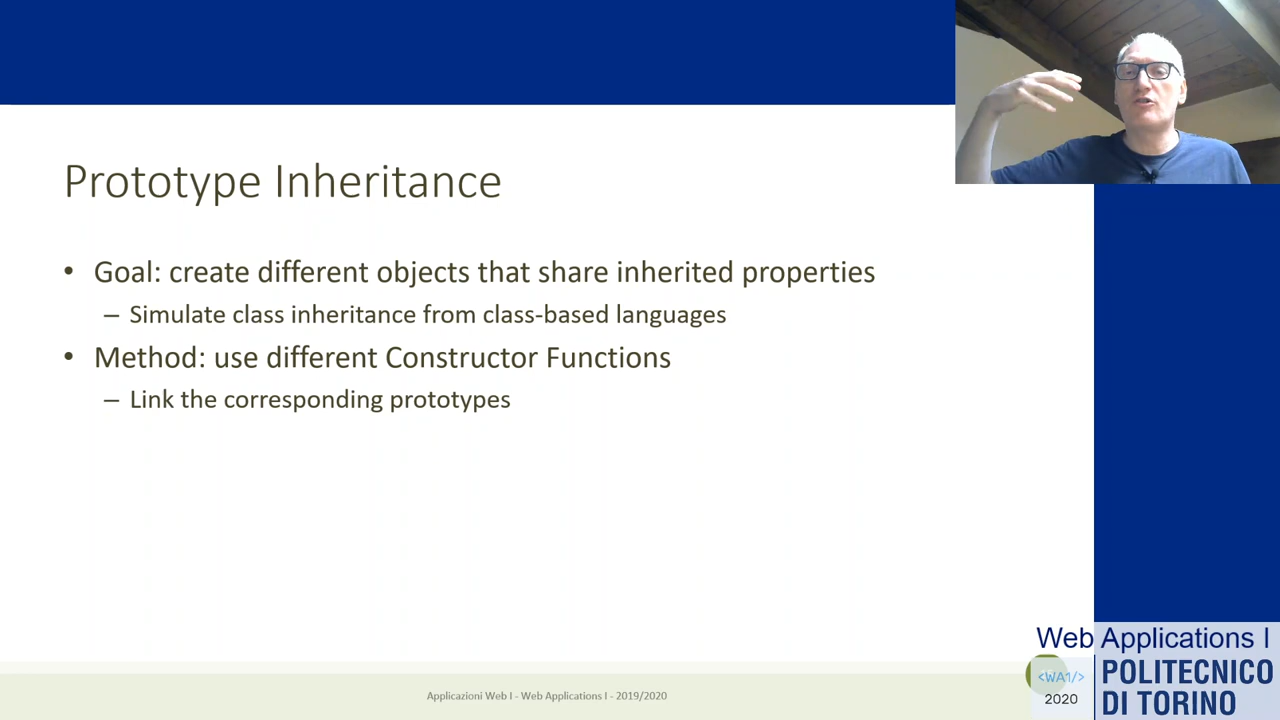 Prototype Inheritance
• Goal: create different objects that share inherited properties
– Simulate class inheritance from class-based languages
• Method: use different Constructor Functions
– Link the corresponding prototypes
Applicazioni Web I - Web Applications I - 2019/2020
Web Applications I
<WA1/>
2020
POLITECNICO
DI TORINO